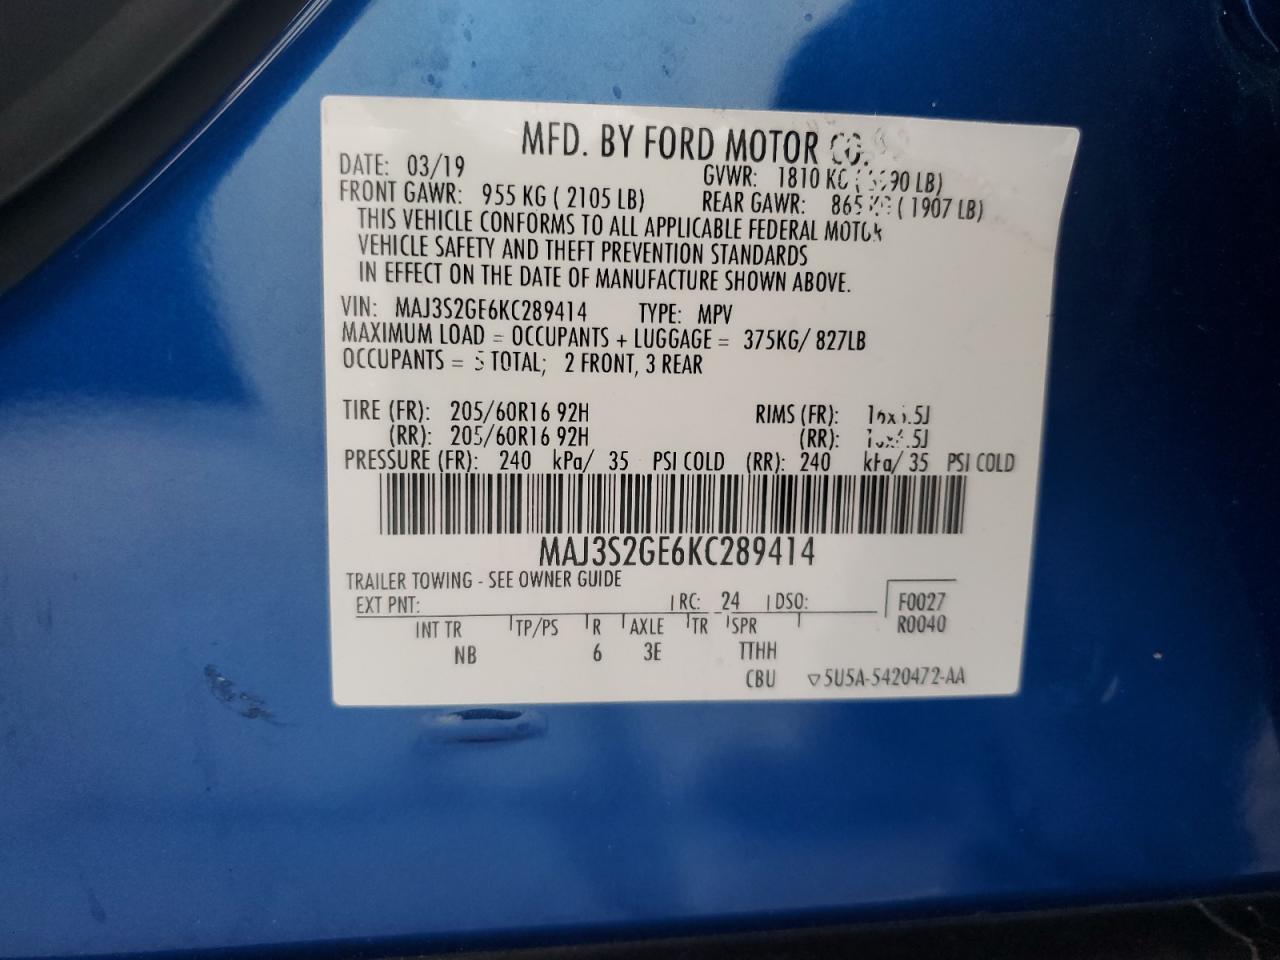 MFD. BY FORD MOTOR CO.
DATE: 03/19 GVWR: 1810 KG ( LB)
FRONT GAWR: 955 KG ( 2105 LB) REAR GAWR: 865 KG ( 1907 LB)
THIS VEHICLE CONFORMS TO ALL APPLICABLE FEDERAL MOTOR
VEHICLE SAFETY AND THEFT PREVENTION STANDARDS
IN EFFECT ON THE DATE OF MANUFACTURE SHOWN ABOVE.
VIN: MAJ3S2GE6KC289414 TYPE: MPV
MAXIMUM LOAD = OCCUPANTS + LUGGAGE = 375KG/ 827LB
OCCUPANTS = 5 TOTAL; 2 FRONT, 3 REAR
TIRE (FR): 205/60R16 92H RIMS (FR):
(RR): 205/60R16 92H (RR):
PRESSURE (FR): 240 kPa/ 35 PSI COLD (RR): 240 kPa/ 35 PSI COLD
MAJ3S2GE6KC289414
TRAILER TOWING - SEE OWNER GUIDE
EXT PNT: RC: 24 DSO: F0027
R0040
INT TR TP/PS R AXLE TR SPR
NB 6 3E TTHH
CBU ▽5U5A-5420472-AA